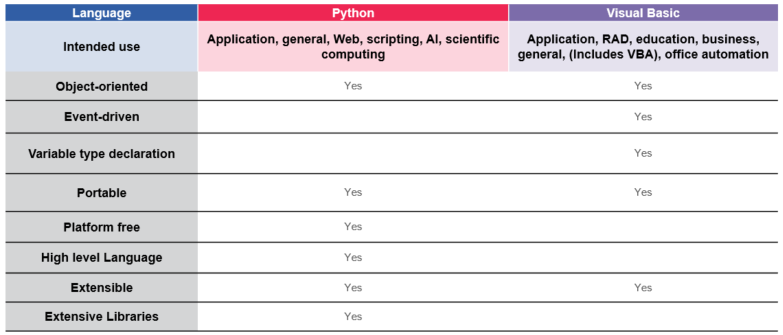 Language Python Visual Basic
Intended use Application, general, Web, scripting, AI, scientific Application, RAD, education, business,
computing general, (Includes VBA), office automation
Object-oriented Yes Yes
Event-driven Yes
Variable type declaration Yes
Portable Yes Yes
Platform free Yes
High level Language Yes
Extensible Yes Yes
Extensive Libraries Yes